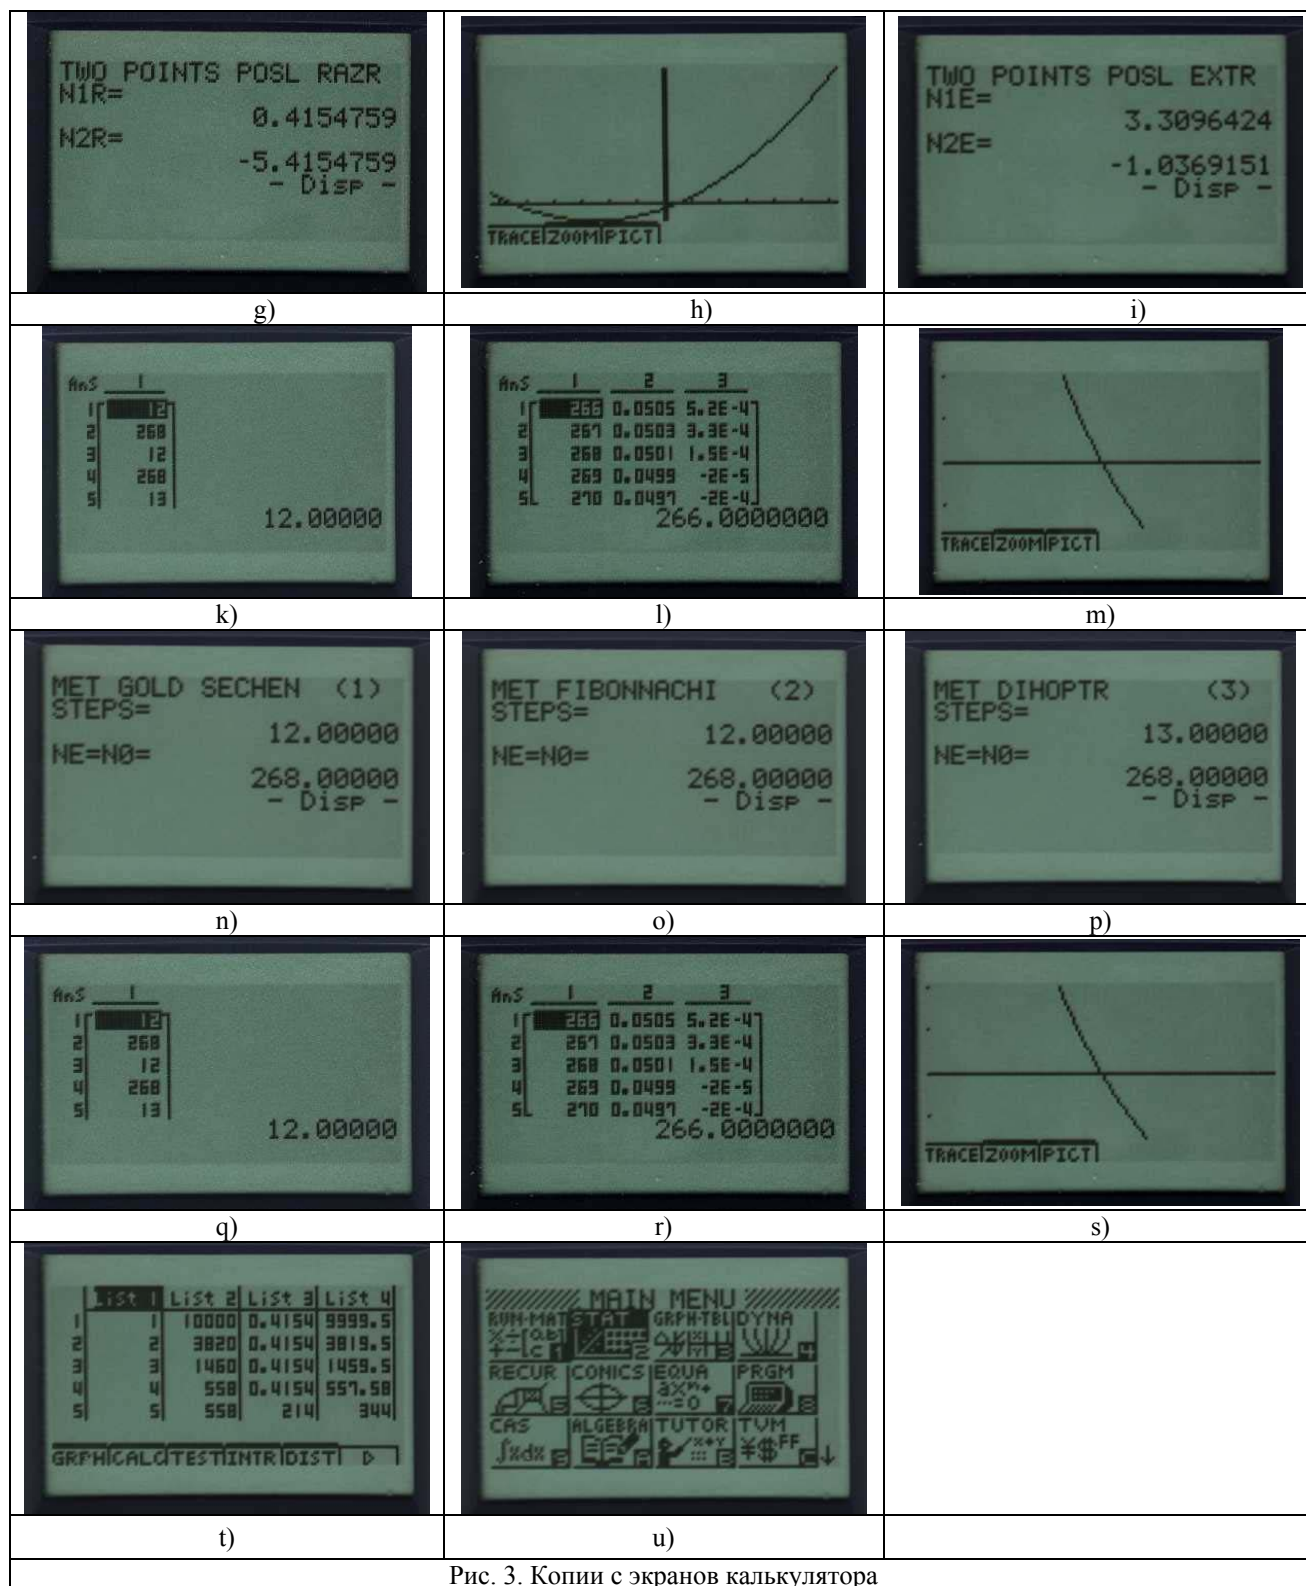 TWO POINTS POSL RAZR
N1R=
0.4154759
N2R=
-5.4154759
- Disp -
TRACE ZOOM PICT
TWO POINTS POSL EXTR
N1E=
3.3096424
N2E=
-1.0369151
- Disp -
g)
h)
i)
Ans 1
1 12
2 268
3 12
4 268
5 13
12.00000
Ans 1 2 3
1 266 0.0505 5.2E-4
2 267 0.0503 3.3E-4
3 268 0.0501 1.5E-4
4 269 0.0499 -2E-5
5 270 0.0497 -2E-4
266.0000000
TRACE ZOOM PICT
k)
l)
m)
MET GOLD SECHEN (1)
STEPS=
12.00000
NE=N0=
268.00000
- Disp -
MET FIBONNACHI (2)
STEPS=
12.00000
NE=N0=
268.00000
- Disp -
MET DIHOPTR (3)
STEPS=
13.00000
NE=N0=
268.00000
- Disp -
n)
o)
p)
Ans 1
1 12
2 268
3 12
4 268
5 13
12.00000
Ans 1 2 3
1 266 0.0505 5.2E-4
2 267 0.0503 3.3E-4
3 268 0.0501 1.5E-4
4 269 0.0499 -2E-5
5 270 0.0497 -2E-4
266.0000000
TRACE ZOOM PICT
q)
r)
s)
List 1 List 2 List 3 List 4
1 1 10000 0.4154 9999.5
2 2 3820 0.4154 3819.5
3 3 1460 0.4154 1459.5
4 4 558 0.4154 557.58
5 5 558 214 344
GRPH CALC TEST INTR DIST
MAIN MENU
RUN-MAT STAT GRPH-TBL DYNA
RECUR CONICS EQUA PRGM
CAS ALGEBRA TUTOR TVM
t)
u)
Рис. 3. Копии с экранов калькулятора